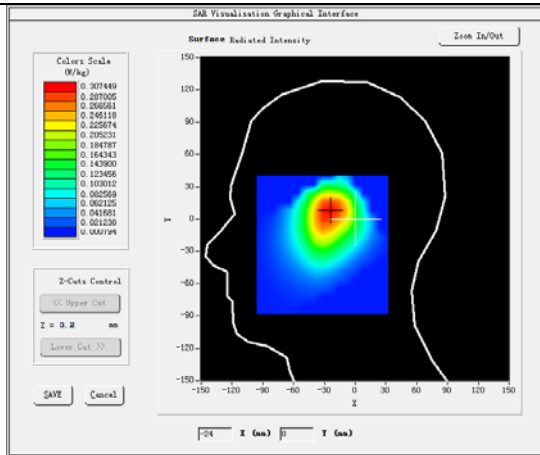 SAR Visualisation Graphical Interface
Surface Radiated Intensity
Zoom In/Out
Colors Scale
(W/kg)
0.307449
0.287005
0.266561
0.246118
0.225674
0.205231
0.184787
0.164343
0.143900
0.123456
0.103012
0.082569
0.062125
0.041681
0.021238
0.000794
Z-Cuts Control
<< Upper Cut
Z = 3.2 mm
Lower Cut >>
SAVE
Cancel
150
120
90
60
30
0
-30
-60
-90
-120
-150
Y
-150
-120
-90
-60
-30
0
30
60
90
120
150
X
-24 X (mm) 8 Y (mm)